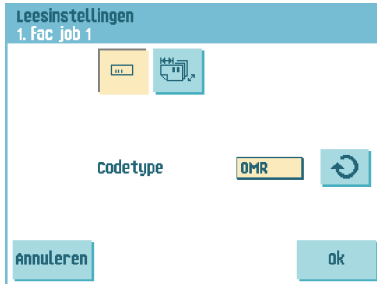 Leesinstellingen
1. Fac job 1
Codetype OMR
Annuleren Ok